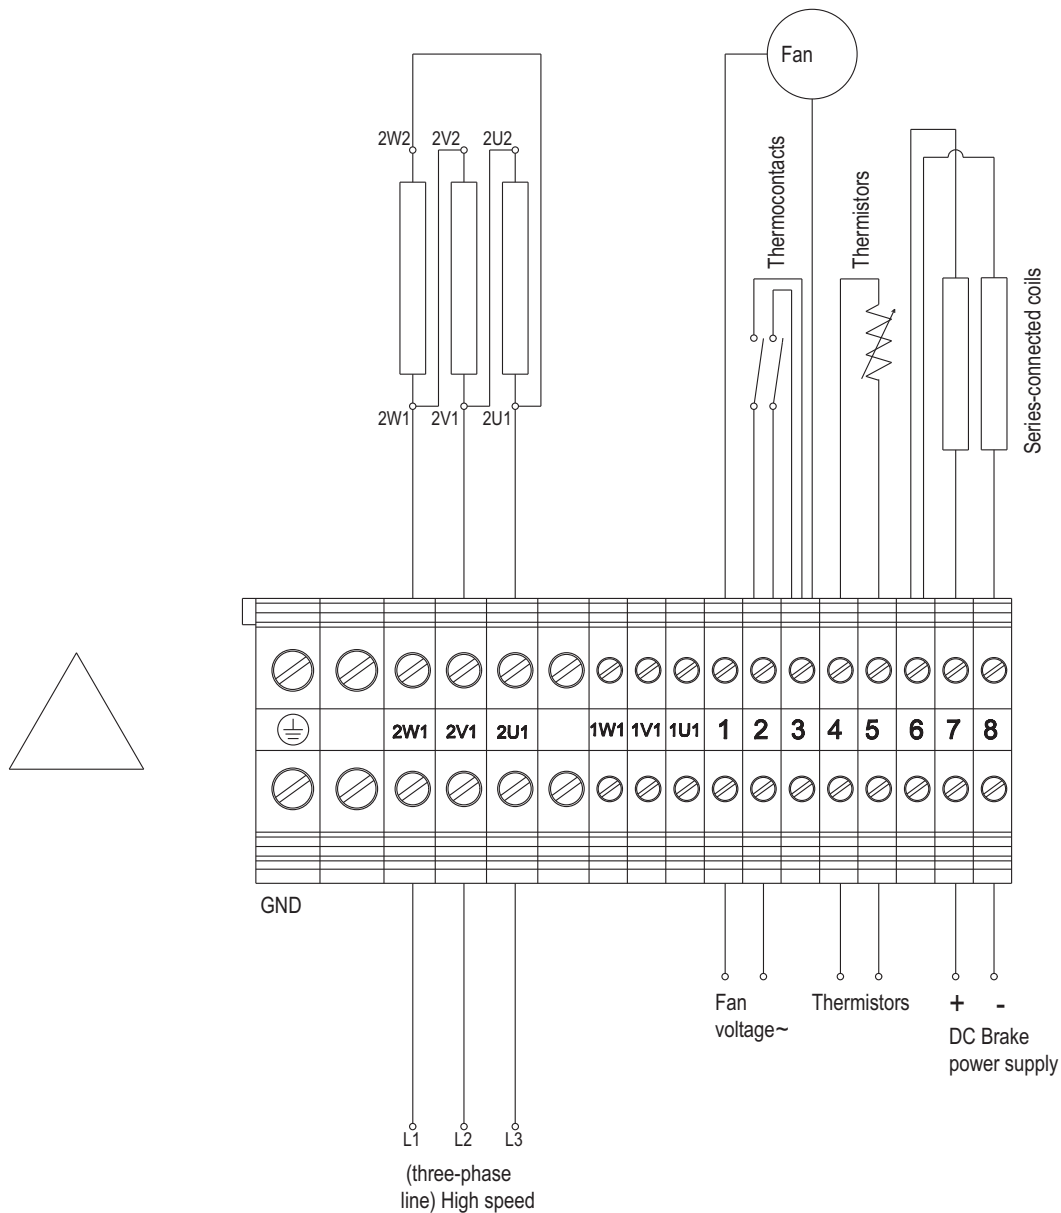 Fan
2W2 2V2 2U2
Thermocontacts
Thermistors
Series-connected coils
2W1 2V1 2U1
2W1 2V1 2U1 1W1 1V1 1U1 1 2 3 4 5 6 7 8
GND
Fan
voltage~
Thermistors
+ -
DC Brake
power supply
L1 L2 L3
(three-phase
line) High speed